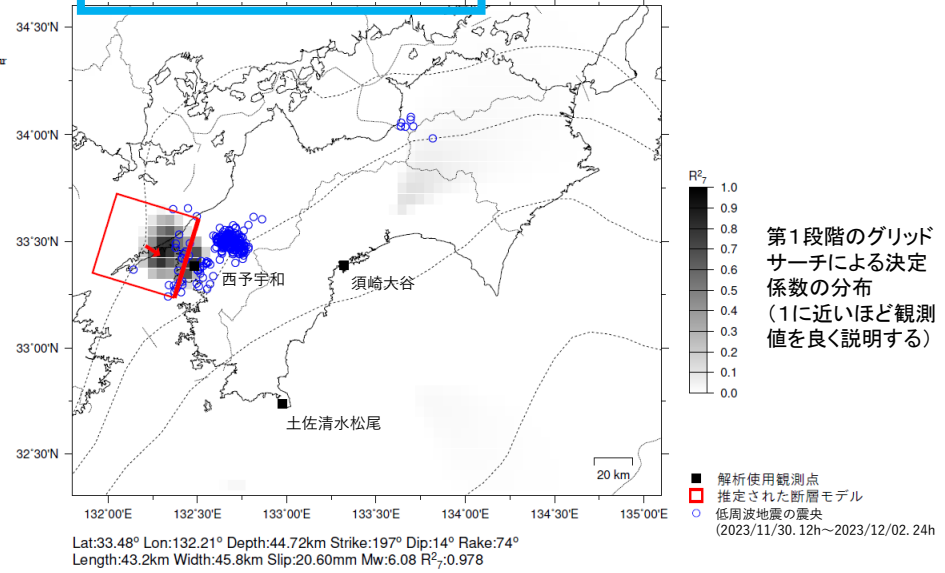 34°30'N
34°00'N
33°30'N
33°00'N
32°30'N
132°00'E 132°30'E 133°00'E 133°30'E 134°00'E 134°30'E 135°00'E
西予宇和
須崎大谷
土佐清水松尾
20 km
R²₇
1.0
0.9
0.8
0.7
0.6
0.5
0.4
0.3
0.2
0.1
0.0
第1段階のグリッド
サーチによる決定
係数の分布
(1に近いほど観測
値を良く説明する)
解析使用観測点
推定された断層モデル
低周波地震の震央
(2023/11/30.12h～2023/12/02.24h
Lat:33.48º Lon:132.21º Depth:44.72km Strike:197º Dip:14º Rake:74º
Length:43.2km Width:45.8km Slip:20.60mm Mw:6.08 R²₇:0.978